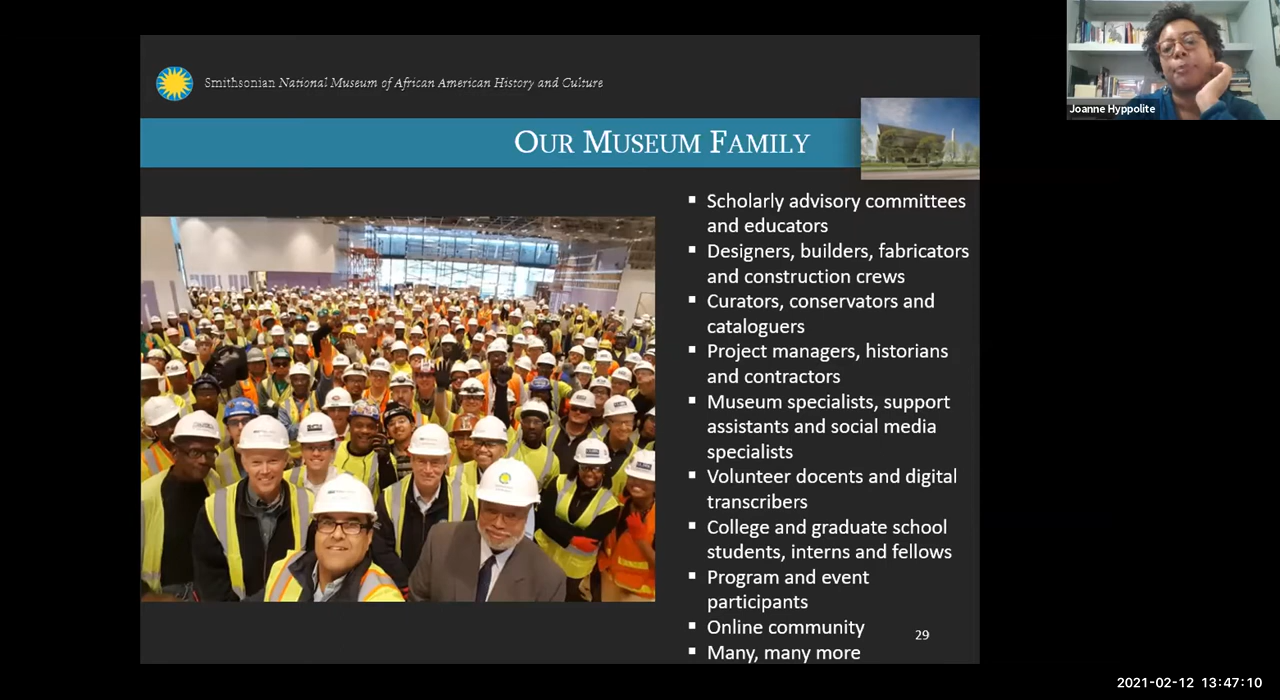 Smithsonian National Museum of African American History and Culture
OUR MUSEUM FAMILY
Scholarly advisory committees
and educators
Designers, builders, fabricators
and construction crews
Curators, conservators and
cataloguers
Project managers, historians
and contractors
Museum specialists, support
assistants and social media
specialists
Volunteer docents and digital
transcribers
College and graduate school
students, interns and fellows
Program and event
participants
Online community
Many, many more
29
Joanne Hyppolite
2021-02-12 13:47:10